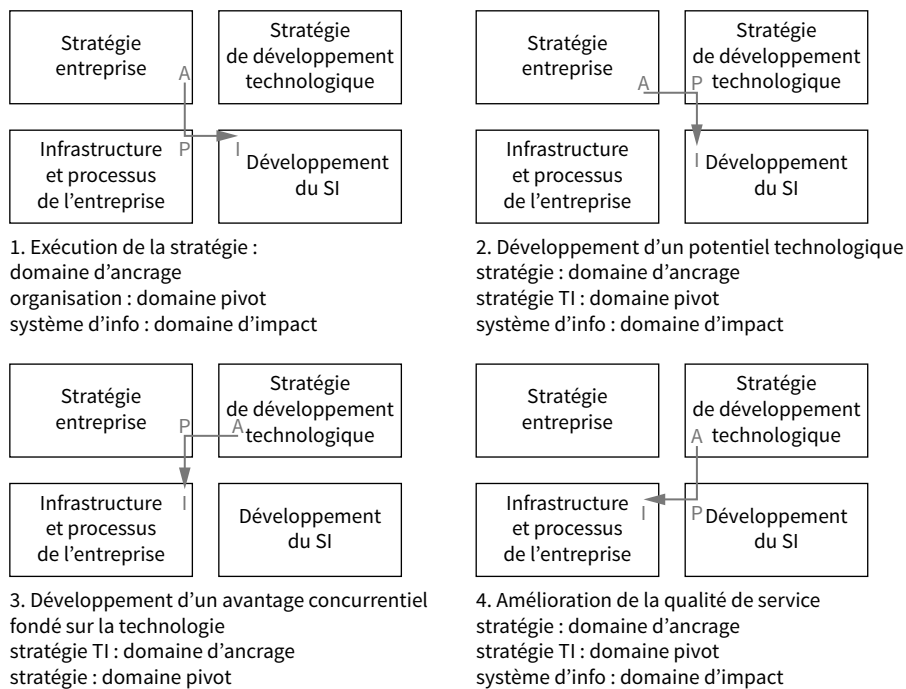 Stratégie
entreprise
A
Stratégie
de développement
technologique
Infrastructure
et processus
de l'entreprise
P
I
Développement
du SI
1. Exécution de la stratégie :
domaine d'ancrage
organisation : domaine pivot
système d'info : domaine d'impact
Stratégie
entreprise
A
P
Stratégie
de développement
technologique
Infrastructure
et processus
de l'entreprise
I
Développement
du SI
2. Développement d'un potentiel technologique
stratégie : domaine d'ancrage
stratégie TI : domaine pivot
système d'info : domaine d'impact
Stratégie
entreprise
P
A
Stratégie
de développement
technologique
Infrastructure
et processus
de l'entreprise
I
Développement
du SI
3. Développement d'un avantage concurrentiel
fondé sur la technologie
stratégie TI : domaine d'ancrage
stratégie : domaine pivot
Stratégie
entreprise
Stratégie
de développement
technologique
A
Infrastructure
et processus
de l'entreprise
I
P
Développement
du SI
4. Amélioration de la qualité de service
stratégie : domaine d'ancrage
stratégie TI : domaine pivot
système d'info : domaine d'impact